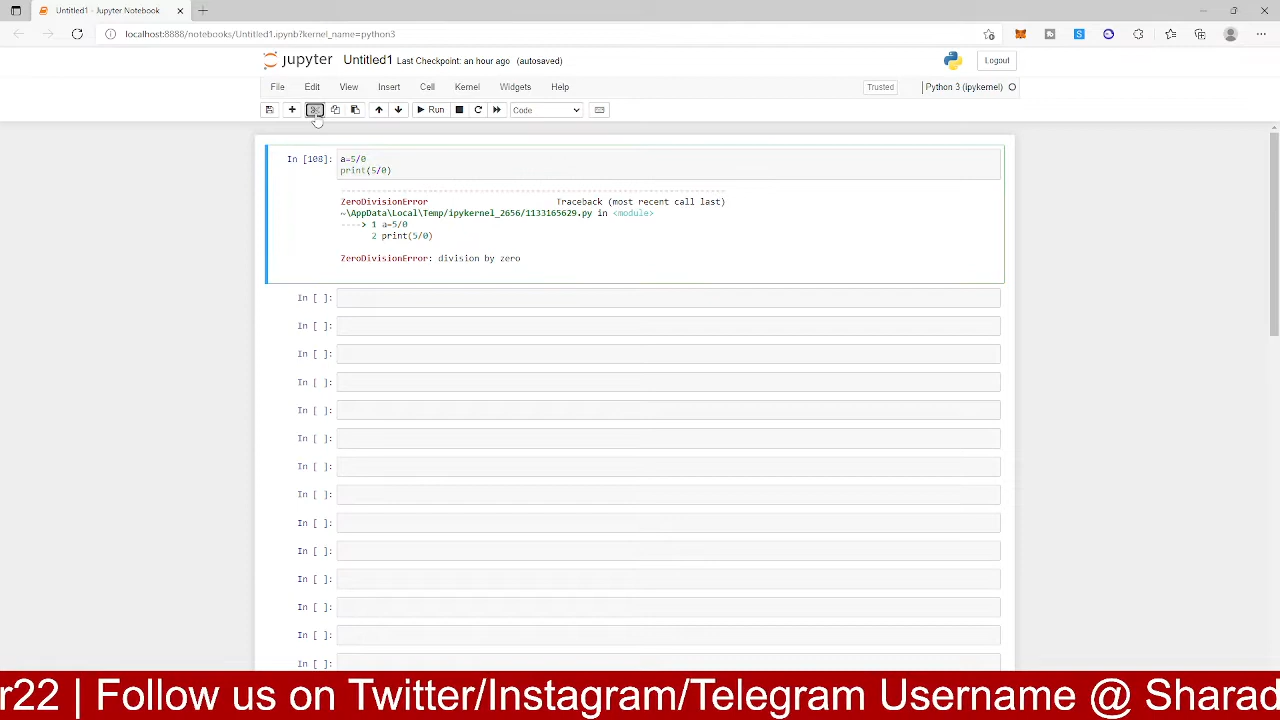 Untitled1 - Jupyter Notebook
localhost:8888/notebooks/Untitled1.ipynb?kernel_name=python3
jupyter Untitled1 Last Checkpoint: an hour ago (autosaved)
Logout
File Edit View Insert Cell Kernel Widgets Help
Trusted
Python 3 (ipykernel)
Run
Code
In [108]: a=5/0
print(5/0)
---------------------------------------------------------------------------
ZeroDivisionError Traceback (most recent call last)
~\AppData\Local\Temp/ipykernel_2656/1133165629.py in <module>
----> 1 a=5/0
2 print(5/0)
ZeroDivisionError: division by zero
In [ ]:
In [ ]:
In [ ]:
In [ ]:
In [ ]:
In [ ]:
In [ ]:
In [ ]:
In [ ]:
In [ ]:
In [ ]:
In [ ]:
In [ ]:
In [ ]:
r22 | Follow us on Twitter/Instagram/Telegram Username @ Sharad